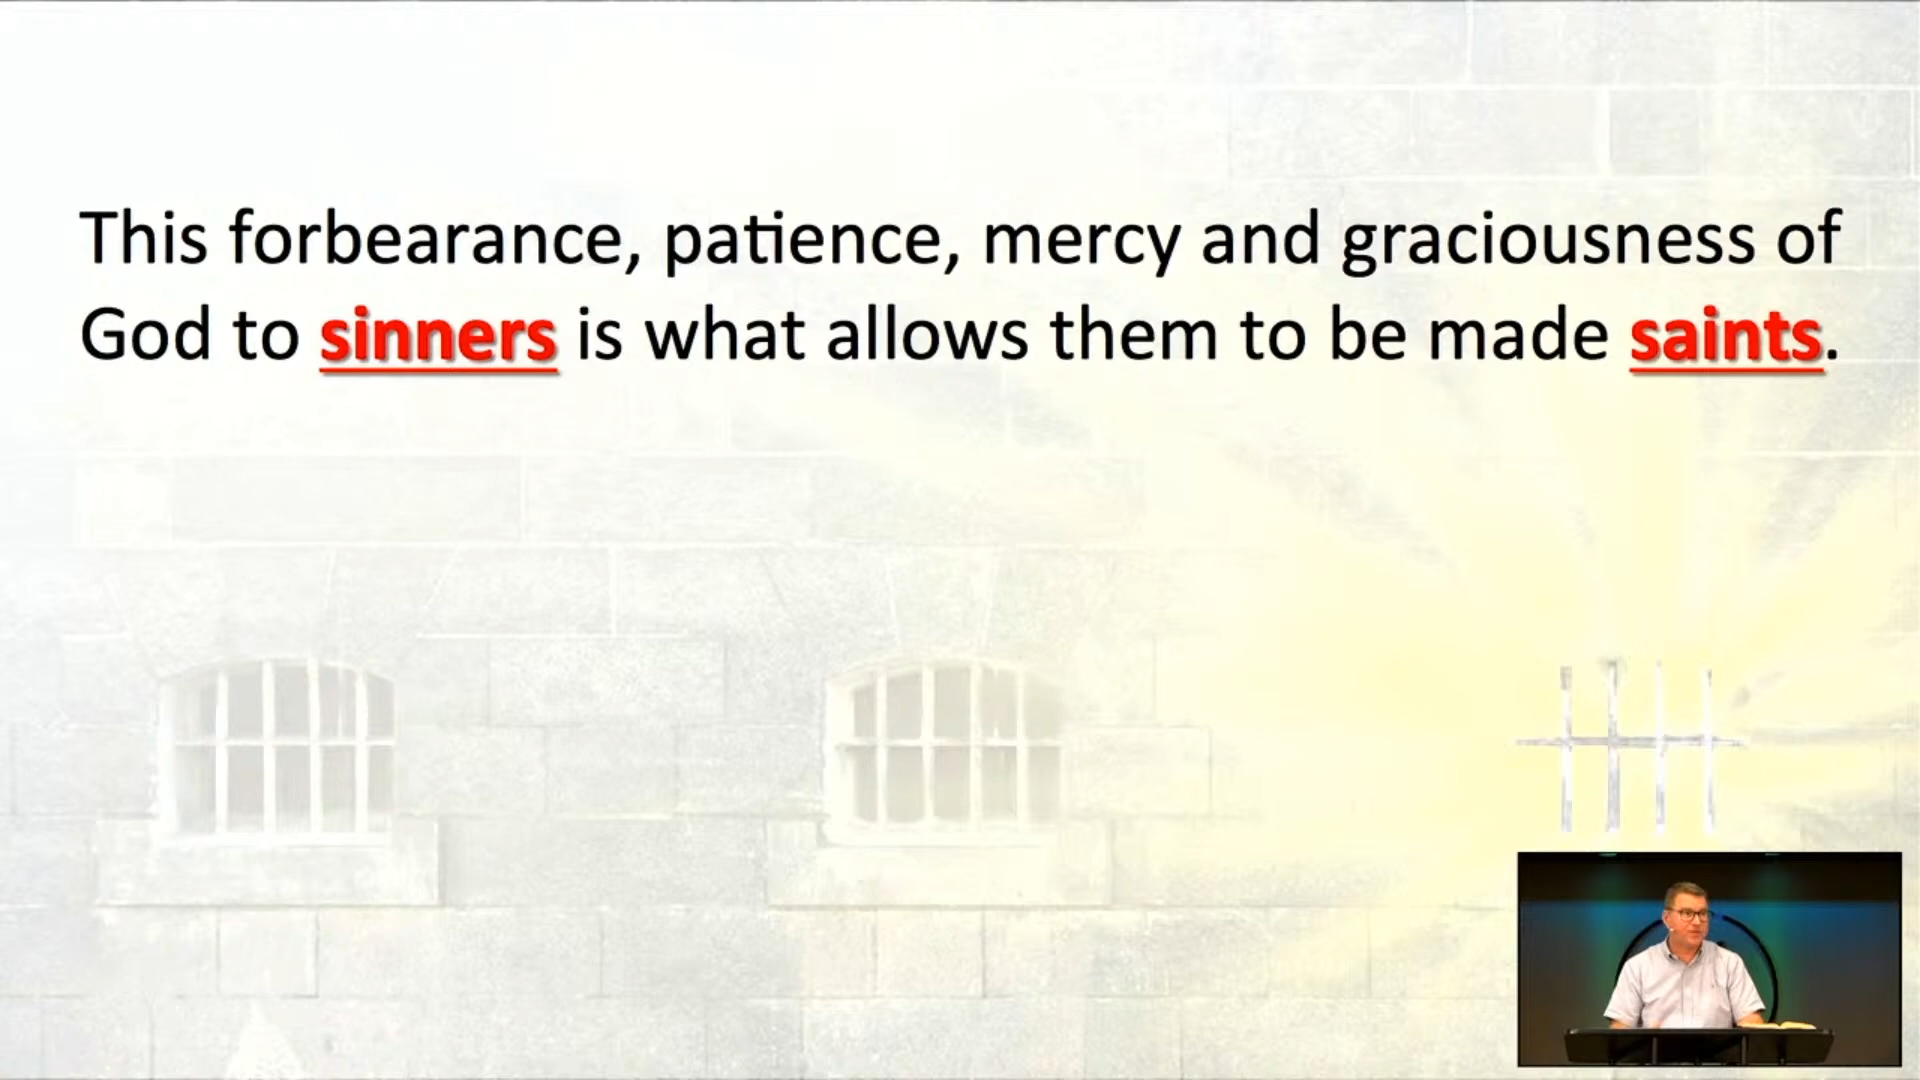 This forbearance, patience, mercy and graciousness of
God to sinners is what allows them to be made saints.